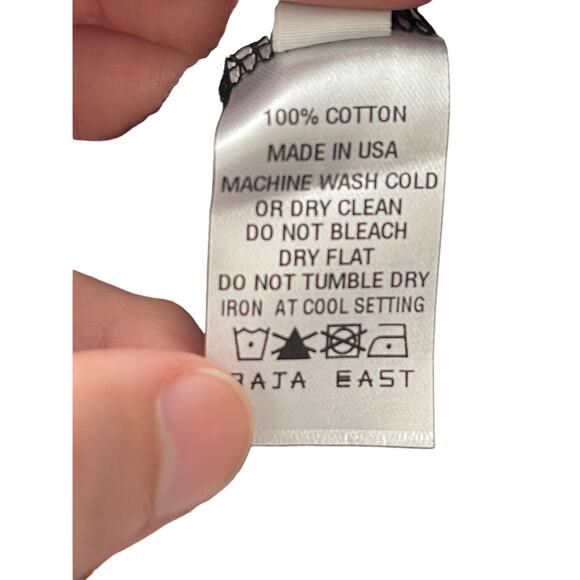 100% COTTON
MADE IN USA
MACHINE WASH COLD
OR DRY CLEAN
DO NOT BLEACH
DRY FLAT
DO NOT TUMBLE DRY
IRON AT COOL SETTING
EAST